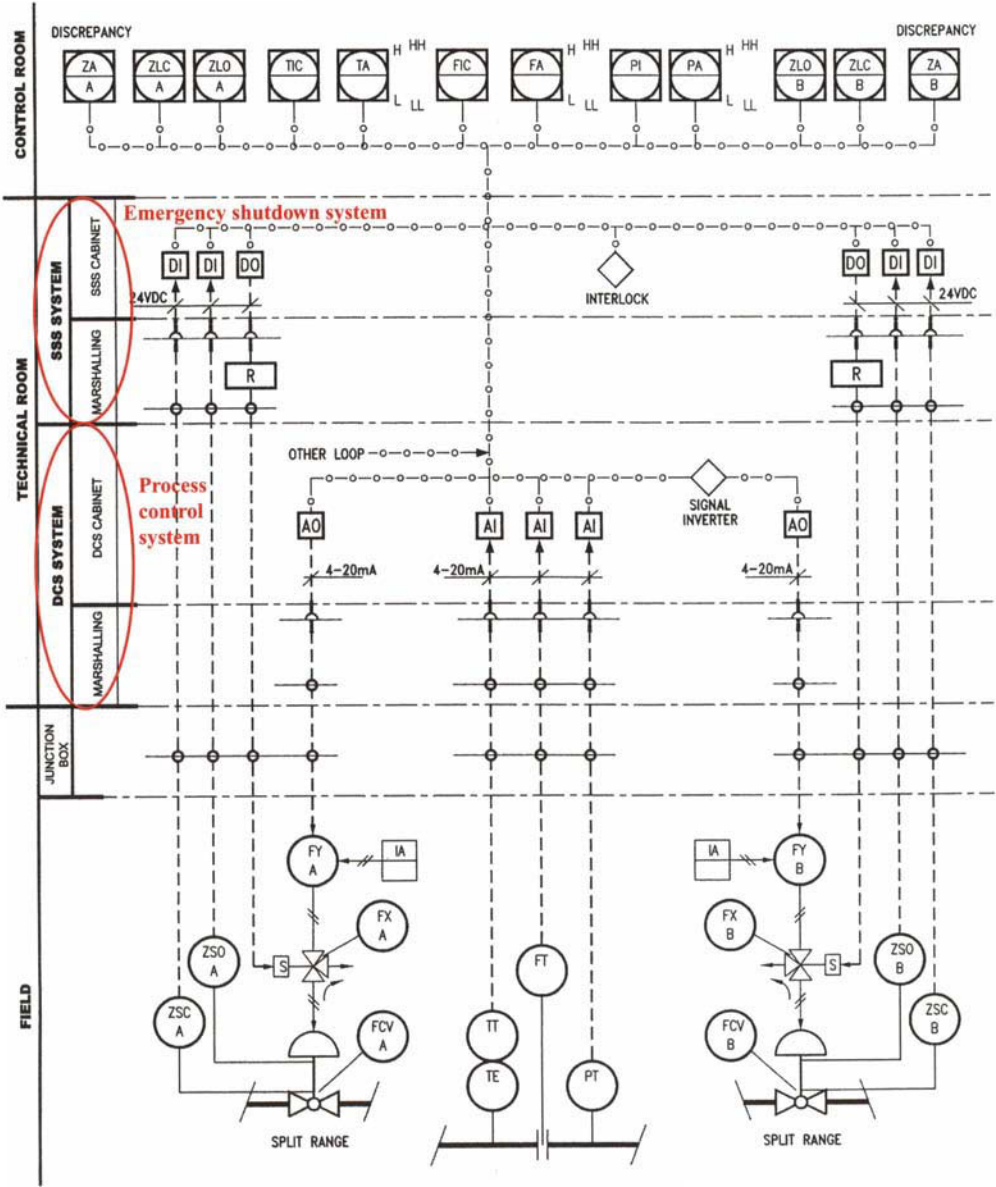 DISCREPANCY
DISCREPANCY
ZA A
ZLC A
ZLO A
TIC
TA
H HH
L LL
FIC
FA
H HH
L LL
PI
PA
H HH
L LL
ZLO B
ZLC B
ZA B
CONTROL ROOM
TECHNICAL ROOM
SSS SYSTEM
SSS CABINET
Emergency shutdown system
DI
DI
DO
INTERLOCK
DO
DI
DI
24VDC
24VDC
MARSHALLING
R
R
DCS SYSTEM
DCS CABINET
OTHER LOOP
Process
control
system
SIGNAL
INVERTER
AO
AI
AI
AI
AO
4-20mA
4-20mA
4-20mA
MARSHALLING
JUNCTION
BOX
FIELD
FY A
IA
IA
FY B
FX A
FX B
ZSO A
S
FT
S
ZSO B
ZSC A
FCV A
TT
TE
PT
FCV B
ZSC B
SPLIT RANGE
SPLIT RANGE